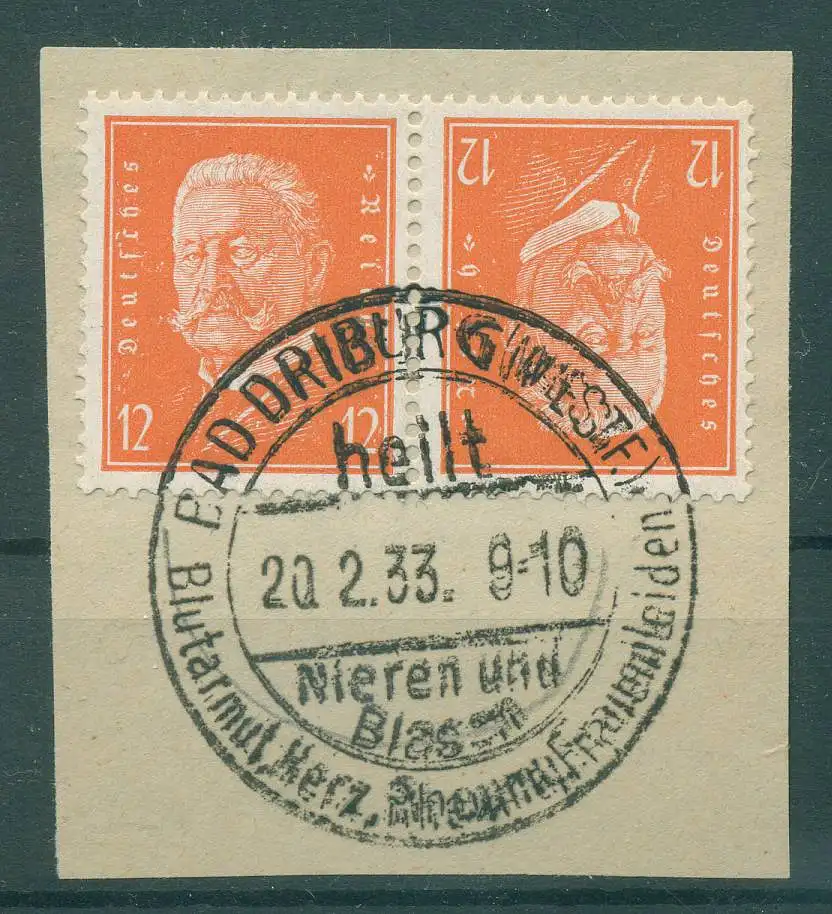 Deutsches
Reich
12
12
12
12
Deutsches
BAD DRIBURG (WESTF.)
heilt
20.2.33. 9-10
Nieren und
Blasen
Blutarmut, Herz, Rheuma, Frauenleiden